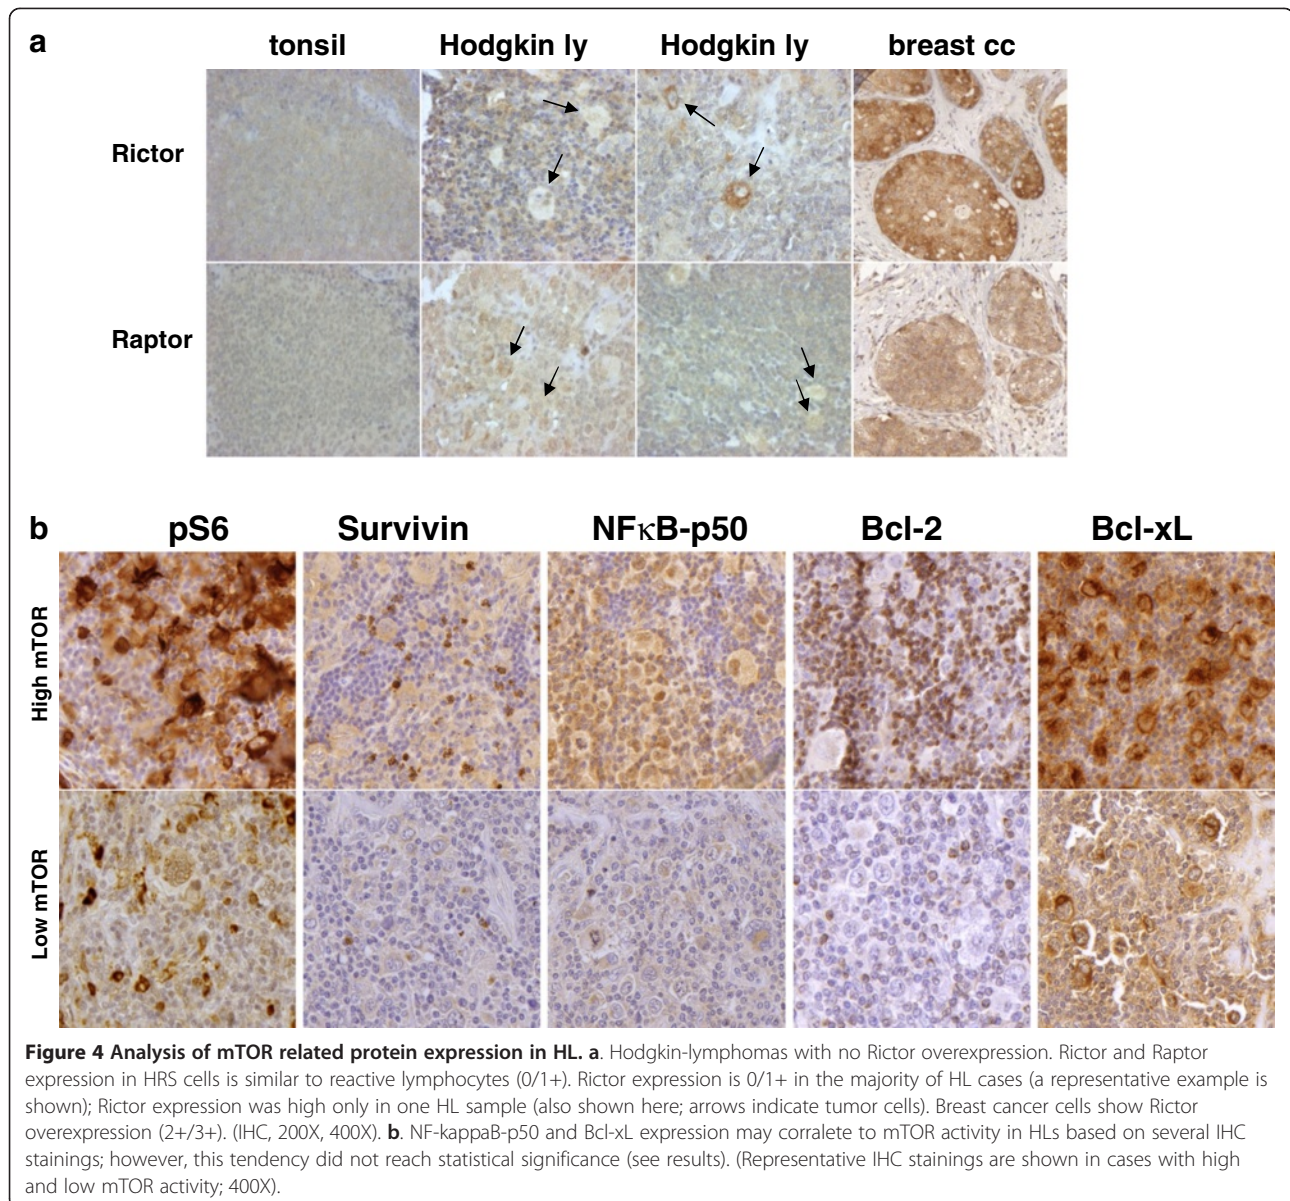 a
tonsil Hodgkin ly Hodgkin ly breast cc
Rictor
Raptor
b
pS6 Survivin NFκB-p50 Bcl-2 Bcl-xL
High mTOR
Low mTOR
Figure 4 Analysis of mTOR related protein expression in HL. a. Hodgkin-lymphomas with no Rictor overexpression. Rictor and Raptor
expression in HRS cells is similar to reactive lymphocytes (0/1+). Rictor expression is 0/1+ in the majority of HL cases (a representative example is
shown); Rictor expression was high only in one HL sample (also shown here; arrows indicate tumor cells). Breast cancer cells show Rictor
overexpression (2+/3+). (IHC, 200X, 400X). b. NF-kappaB-p50 and Bcl-xL expression may corralete to mTOR activity in HLs based on several IHC
stainings; however, this tendency did not reach statistical significance (see results). (Representative IHC stainings are shown in cases with high
and low mTOR activity; 400X).